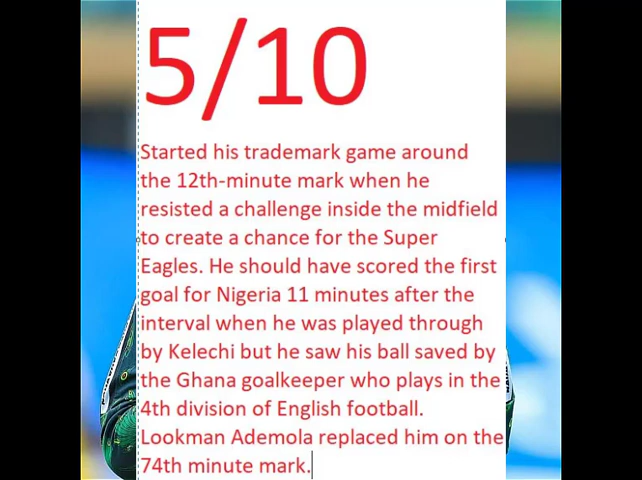 5/10
Started his trademark game around
the 12th-minute mark when he
resisted a challenge inside the midfield
to create a chance for the Super
Eagles. He should have scored the first
goal for Nigeria 11 minutes after the
interval when he was played through
by Kelechi but he saw his ball saved by
the Ghana goalkeeper who plays in the
4th division of English football.
Lookman Ademola replaced him on the
74th minute mark.